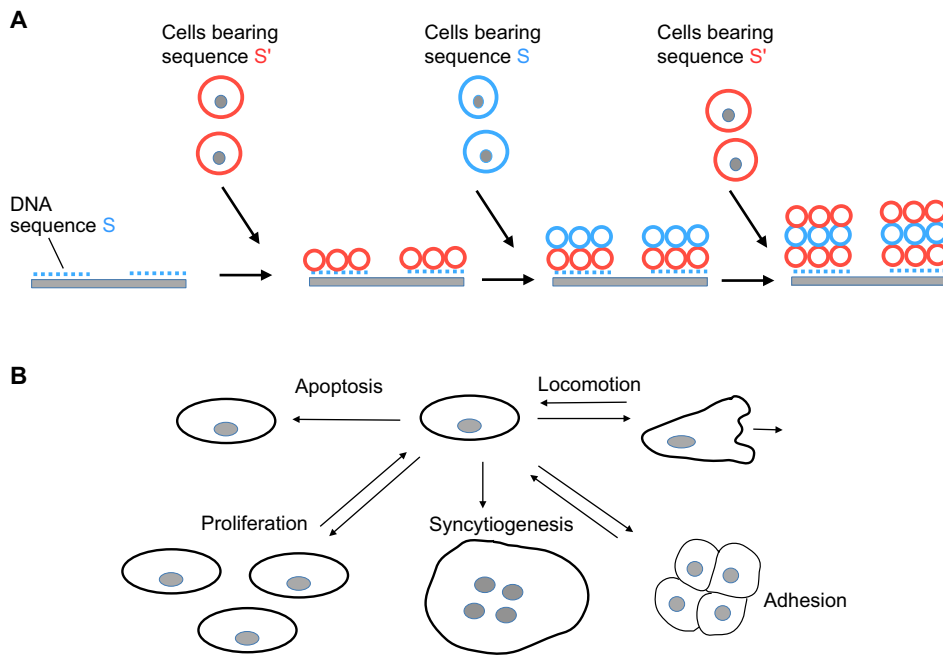 A
Cells bearing
sequence S'
Cells bearing
sequence S
Cells bearing
sequence S'
DNA
sequence S
B
Apoptosis
Locomotion
Proliferation
Syncytiogenesis
Adhesion